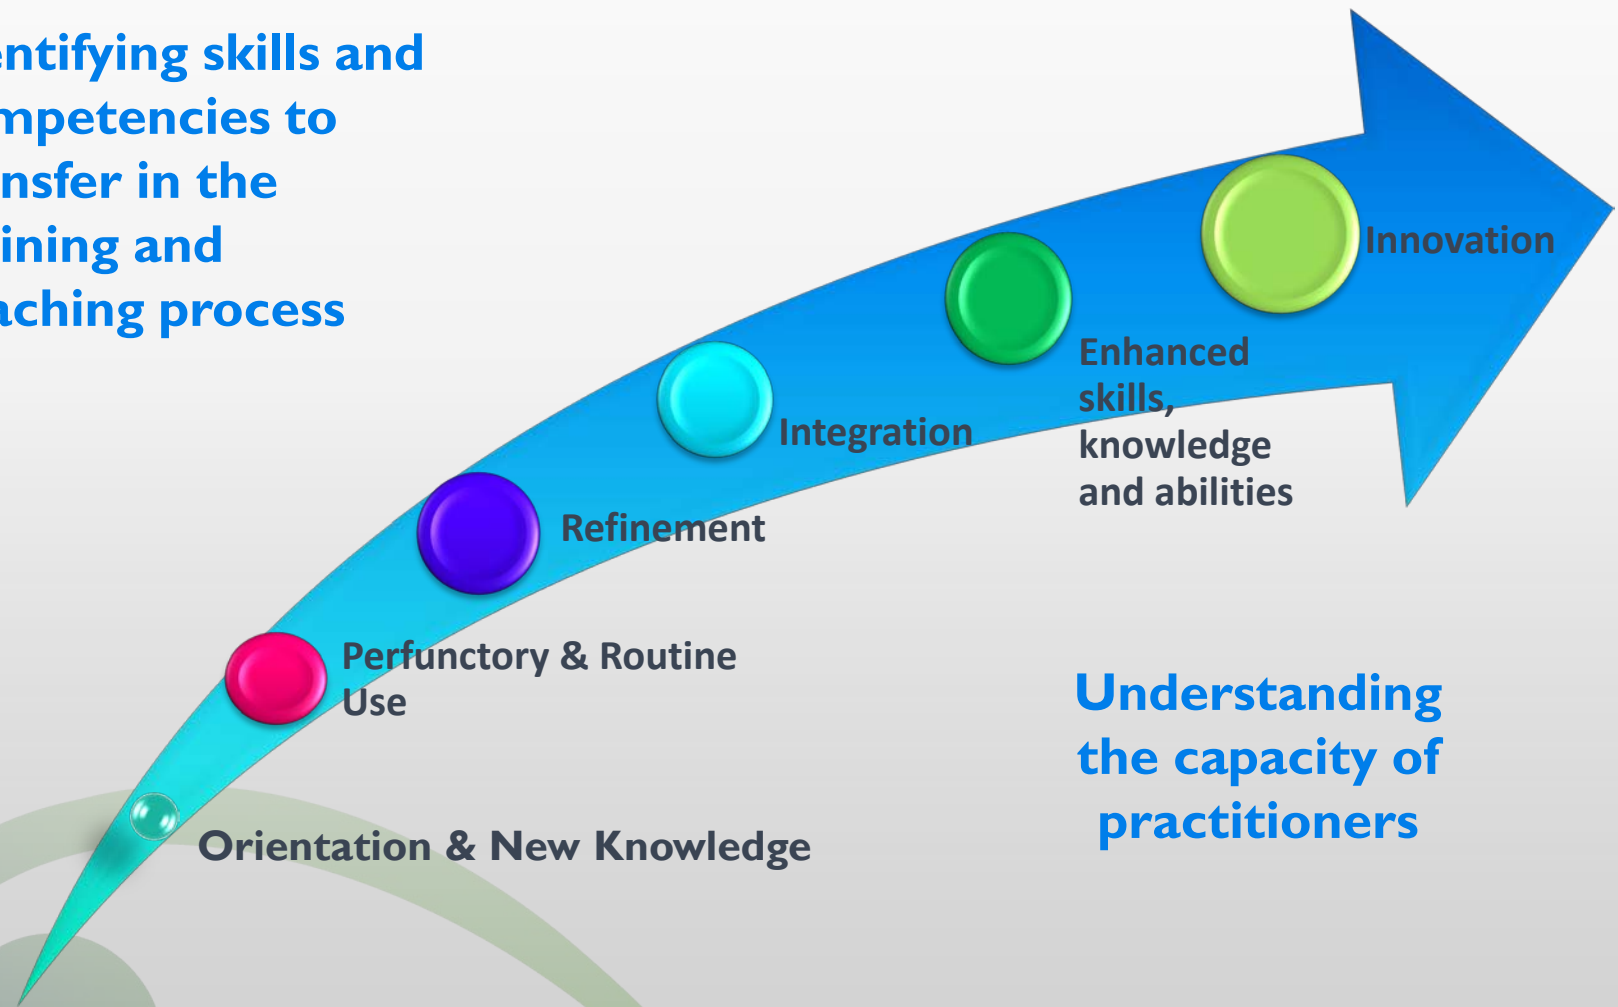 entifying skills and
mpetencies to
nsfer in the
ining and
aching process
Innovation
Enhanced
skills,
knowledge
and abilities
Integration
Refinement
Perfunctory & Routine
Use
Orientation & New Knowledge
Understanding
the capacity of
practitioners